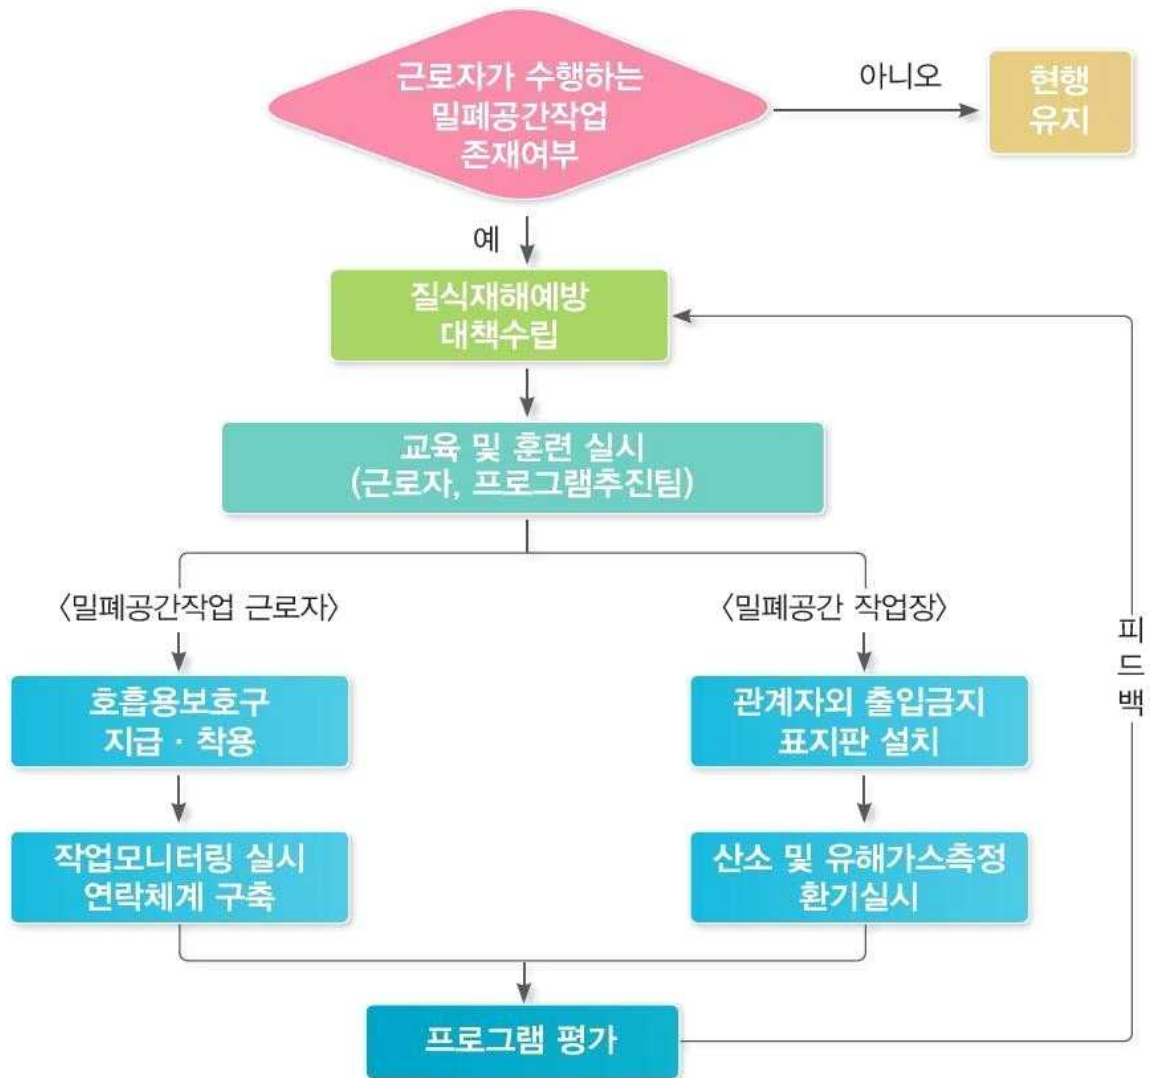 근로자가 수행하는
밀폐공간작업
존재여부
아니오
현행
유지
예
질식재해예방
대책수립
교육 및 훈련 실시
(근로자, 프로그램추진팀)
〈밀폐공간작업 근로자〉
〈밀폐공간 작업장〉
호흡용보호구
지급 · 착용
관계자외 출입금지
표지판 설치
작업모니터링 실시
연락체계 구축
산소 및 유해가스측정
환기실시
피
드
백
프로그램 평가